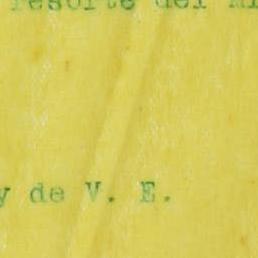 resorte del
y de V. E.